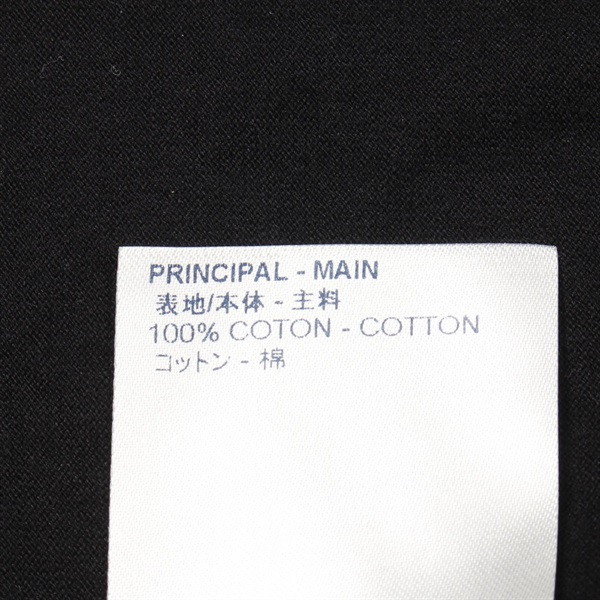 PRINCIPAL - MAIN
表地/本体 - 主料
100% COTON - COTTON
コットン - 棉